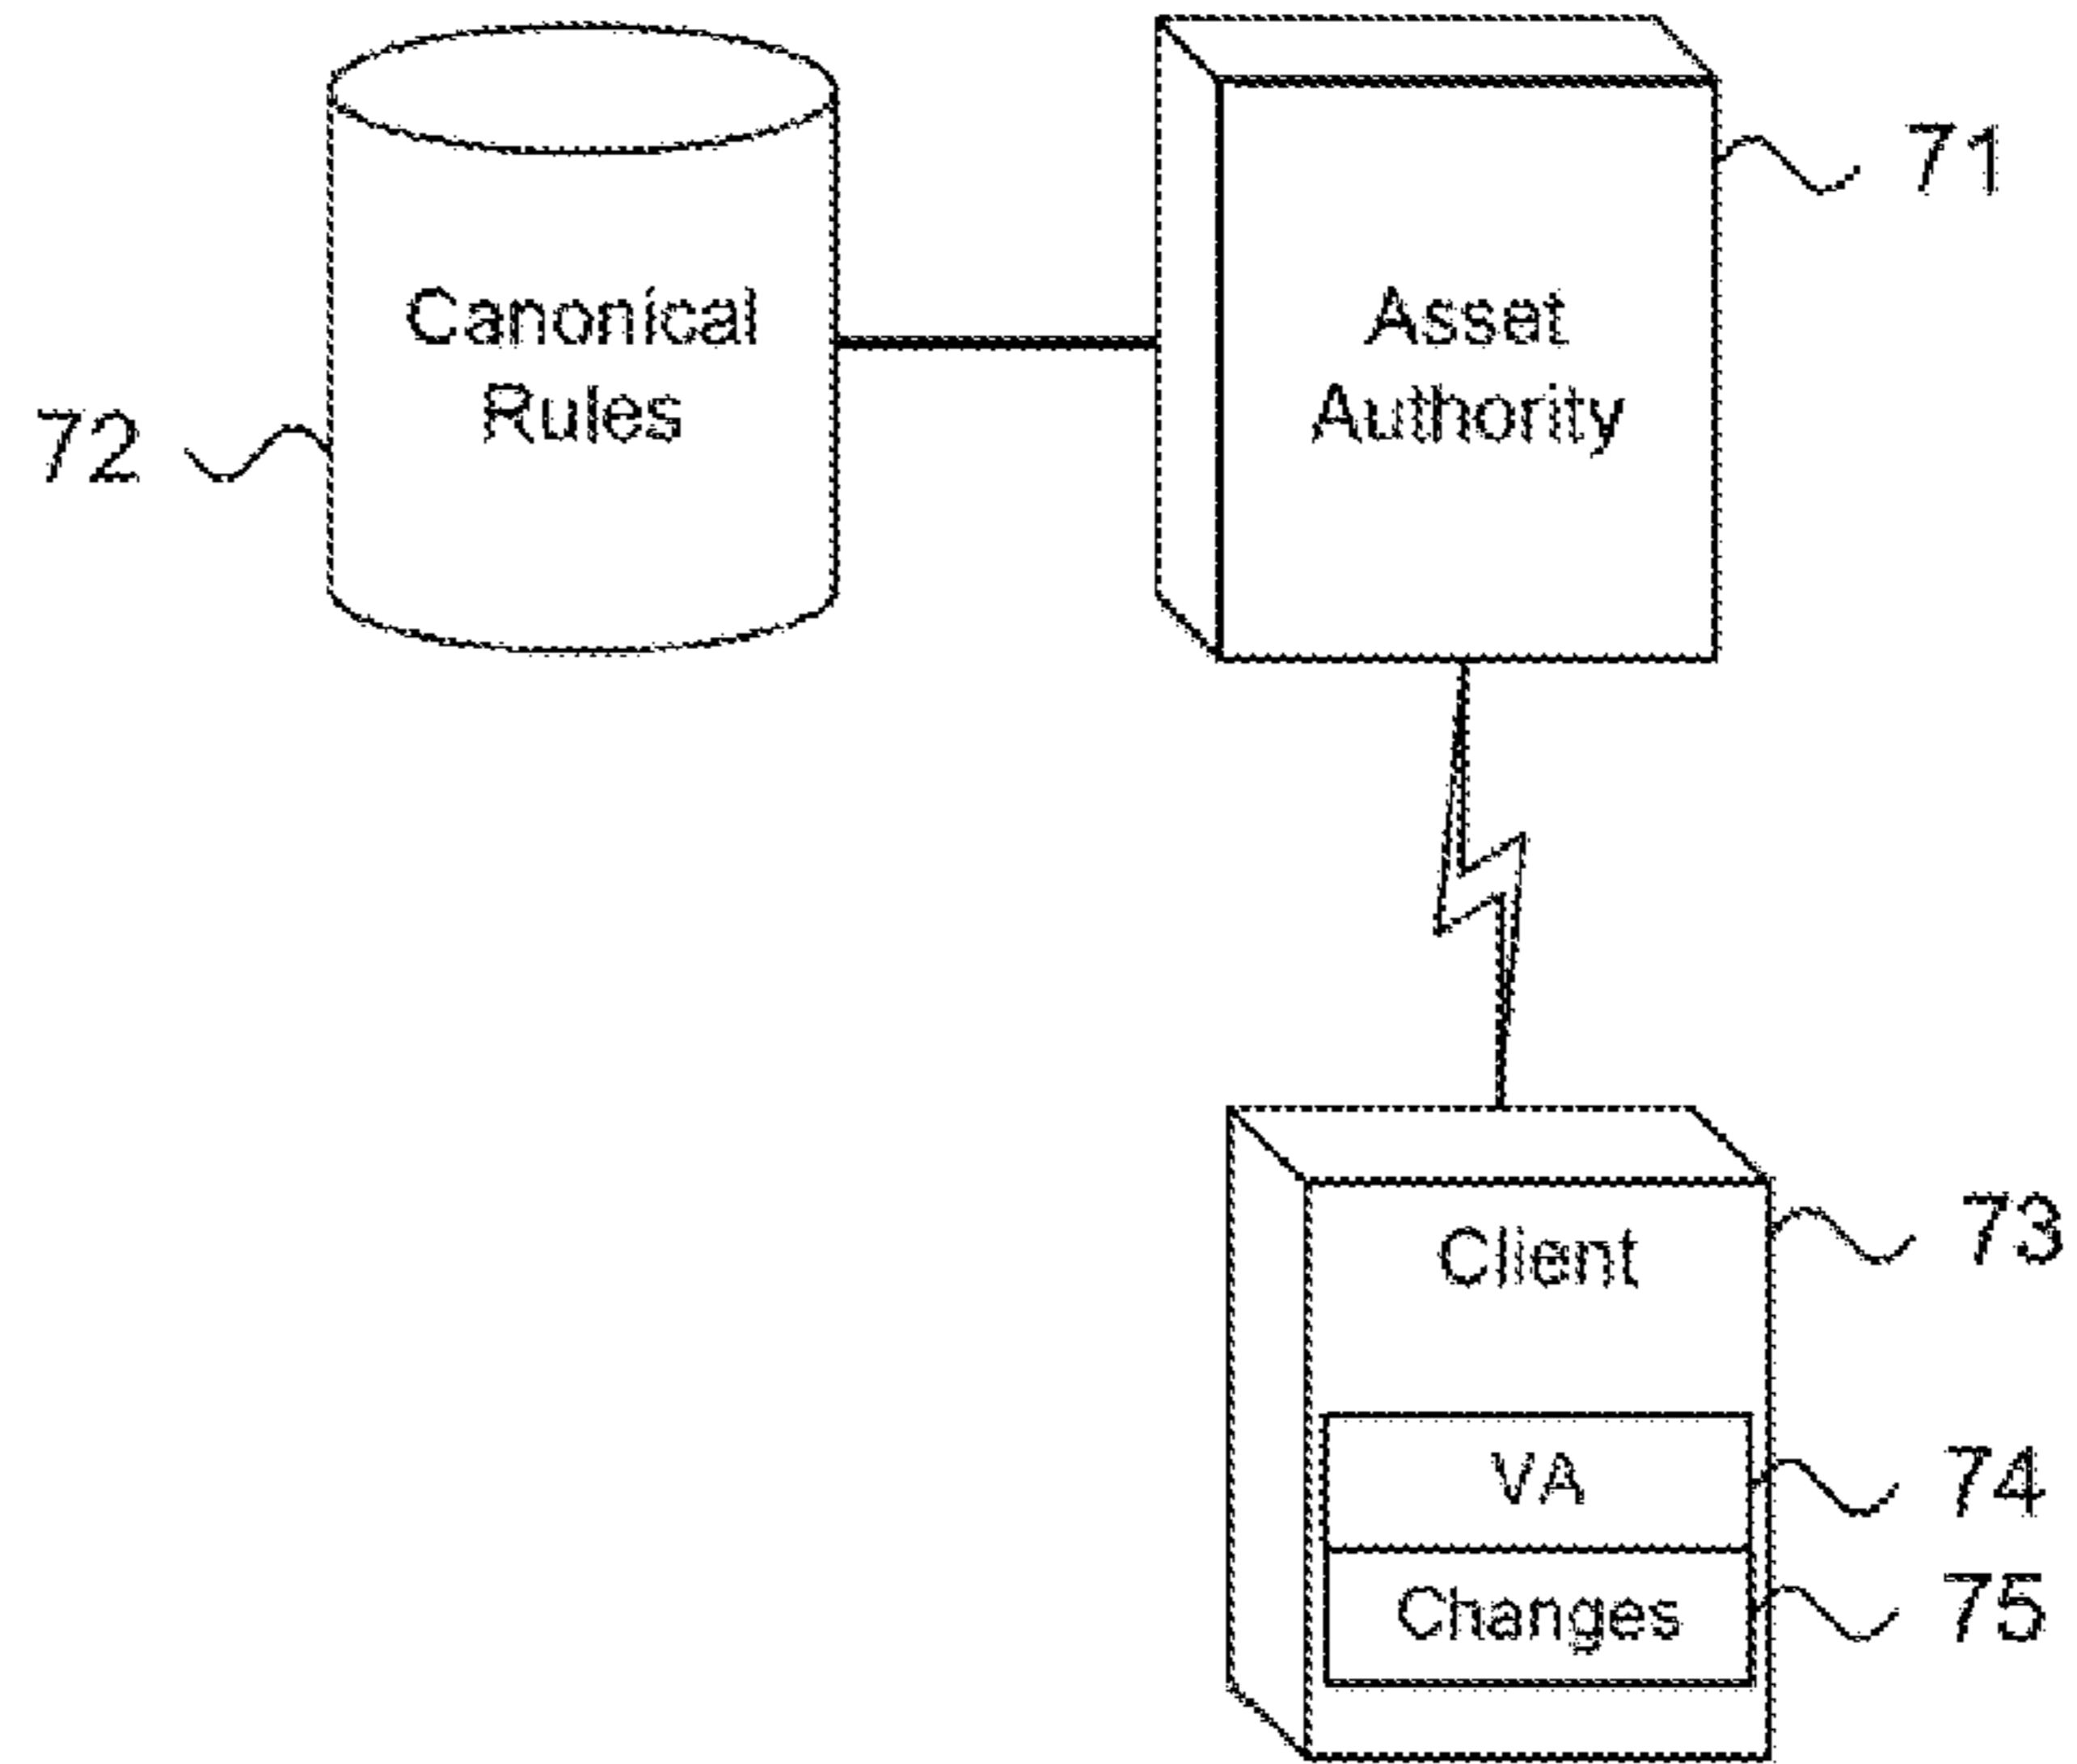 71
Canonical
Rules
Asset
Authority
72
Client
73
VA
74
Changes
75